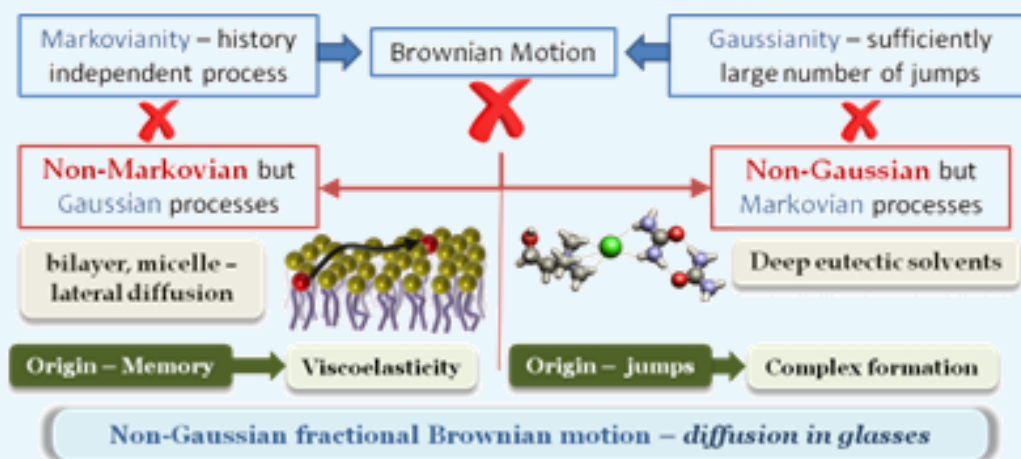 Markovianity – history
independent process
Brownian Motion
Gaussianity – sufficiently
large number of jumps
Non-Markovian but
Gaussian processes
Non-Gaussian but
Markovian processes
bilayer, micelle –
lateral diffusion
Deep eutectic solvents
Origin – Memory
Viscoelasticity
Origin – jumps
Complex formation
Non-Gaussian fractional Brownian motion – diffusion in glasses